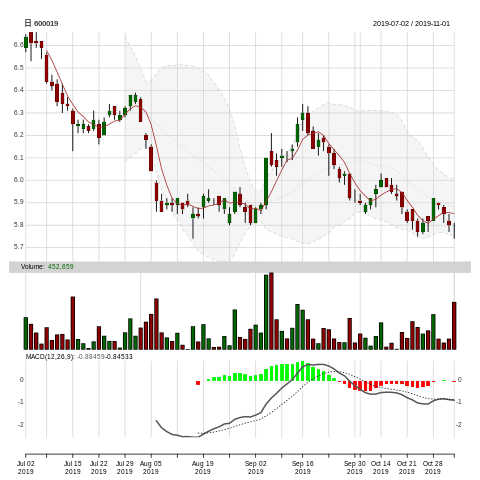 日 600019
2019-07-02 / 2019-11-01
6.6
6.5
6.4
6.3
6.2
6.1
6.0
5.9
5.8
5.7
Volume: 452,659
MACD(12,26,9): -0.88459-0.84533
0 0
-1 -1
-2 -2
Jul 02 Jul 15 Jul 22 Jul 29 Aug 05 Aug 19 Sep 02 Sep 16 Sep 30 Oct 14 Oct 21 Oct 28
2019 2019 2019 2019 2019 2019 2019 2019 2019 2019 2019 2019